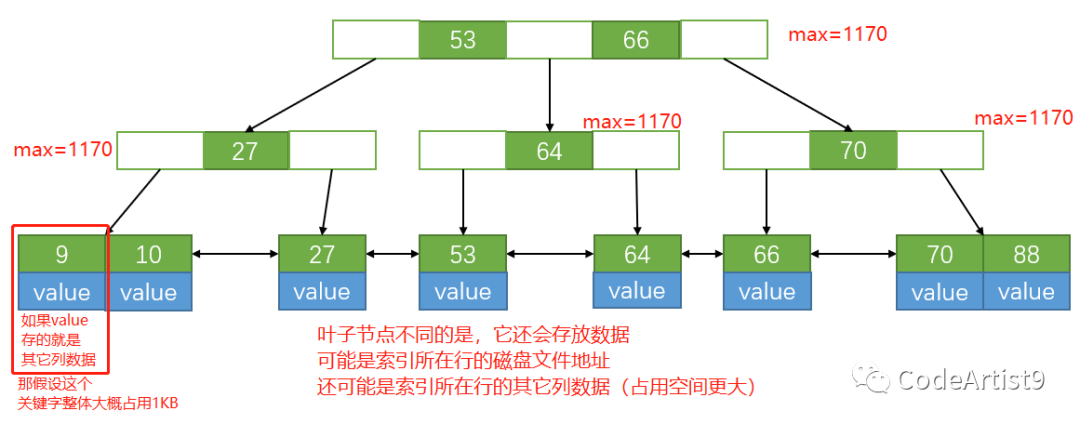 53 66
max=1170
max=1170
27
max=1170
64
max=1170
70
9 10 27 53 64 66 70 88
value value value value value value value value
如果value
存的就是
其它列数据
那假设这个
关键字整体大概占用1KB
叶子节点不同的是，它还会存放数据
可能是索引所在行的磁盘文件地址
还可能是索引所在行的其它列数据（占用空间更大）
CodeArtist9